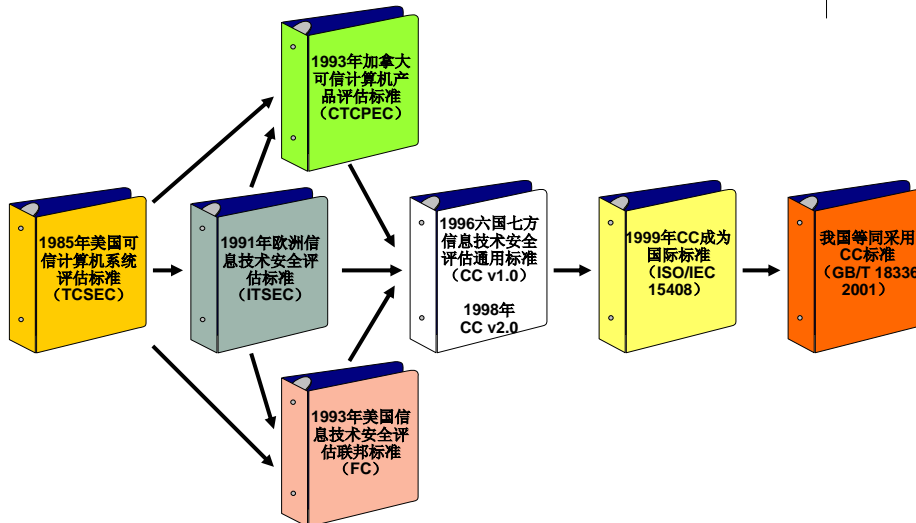 1993年加拿大
可信计算机产
品评估标准
（CTCPEC）
1985年美国可
信计算机系统
评估标准
（TCSEC）
1991年欧洲信
息技术安全评
估标准
（ITSEC）
1996六国七方
信息技术安全
评估通用标准
（CC v1.0）
1998年
CC v2.0
1999年CC成为
国际标准
（ISO/IEC
15408）
我国等同采用
CC标准
（GB/T 18336
2001）
1993年美国信
息技术安全评
估联邦标准
（FC）